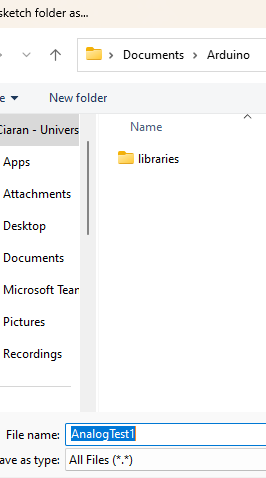 sketch folder as...
Documents > Arduino
New folder
Ciaran - Univers
Name
libraries
Apps
Attachments
Desktop
Documents
Microsoft Team
Pictures
Recordings
File name: AnalogTest1
ave as type: All Files (*.*)